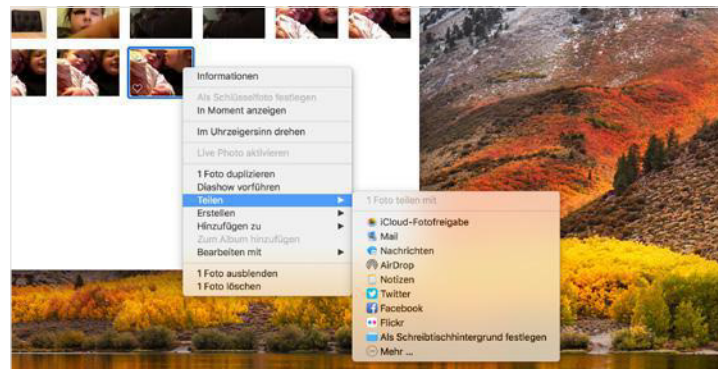 Informationen
Als Schlüsselfoto festlegen
In Moment anzeigen
Im Uhrzeigersinn drehen
Live Photo aktivieren
1 Foto duplizieren
Diashow vorführen
Teilen
Erstellen
Hinzufügen zu
Zum Album hinzufügen
Bearbeiten mit
1 Foto ausblenden
1 Foto löschen
1 Foto teilen mit
iCloud-Fotofreigabe
Mail
Nachrichten
AirDrop
Notizen
Twitter
Facebook
Flickr
Als Schreibtischhintergrund festlegen
Mehr ...